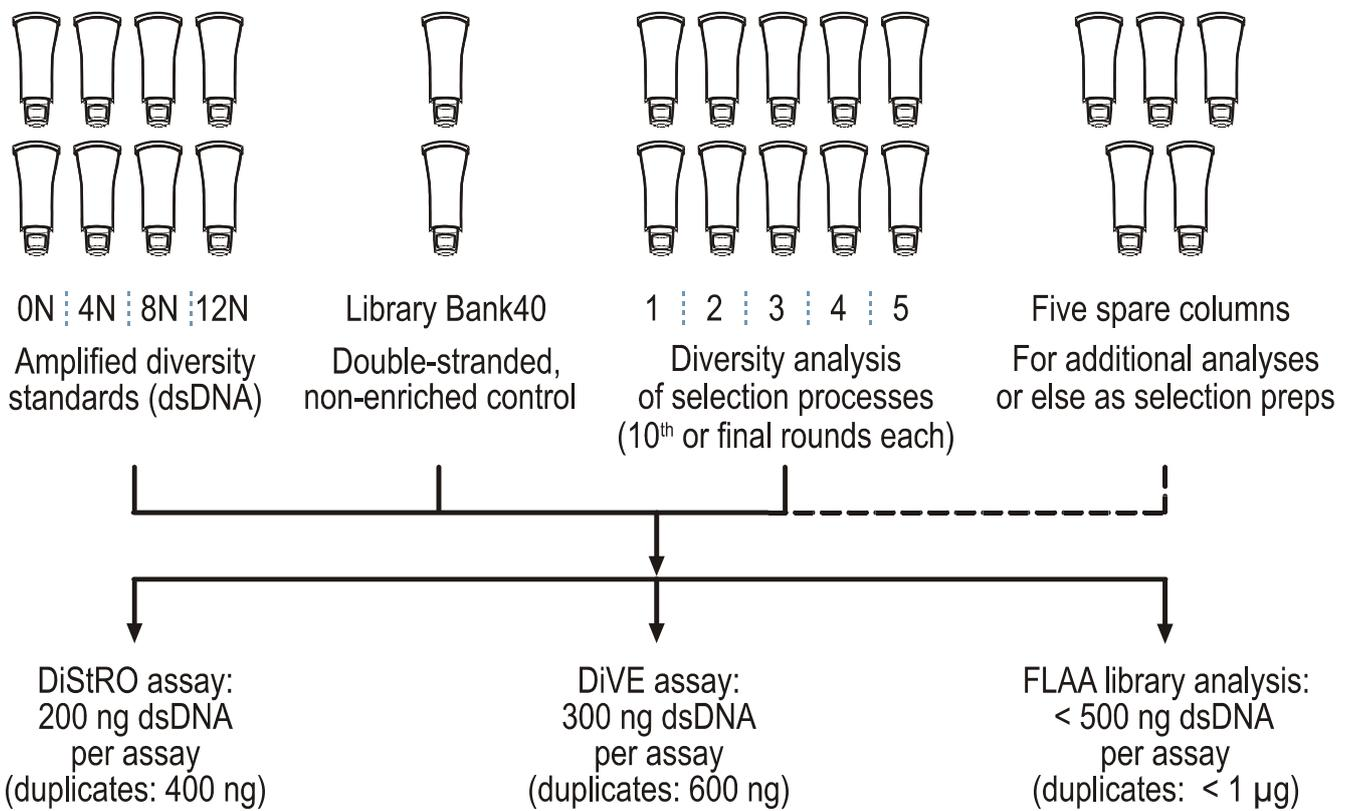 0N 4N 8N 12N
Amplified diversity
standards (dsDNA)
Library Bank40
Double-stranded,
non-enriched control
1 2 3 4 5
Diversity analysis
of selection processes
(10th or final rounds each)
Five spare columns
For additional analyses
or else as selection preps
DiStRO assay:
200 ng dsDNA
per assay
(duplicates: 400 ng)
DiVE assay:
300 ng dsDNA
per assay
(duplicates: 600 ng)
FLAA library analysis:
< 500 ng dsDNA
per assay
(duplicates: < 1 µg)